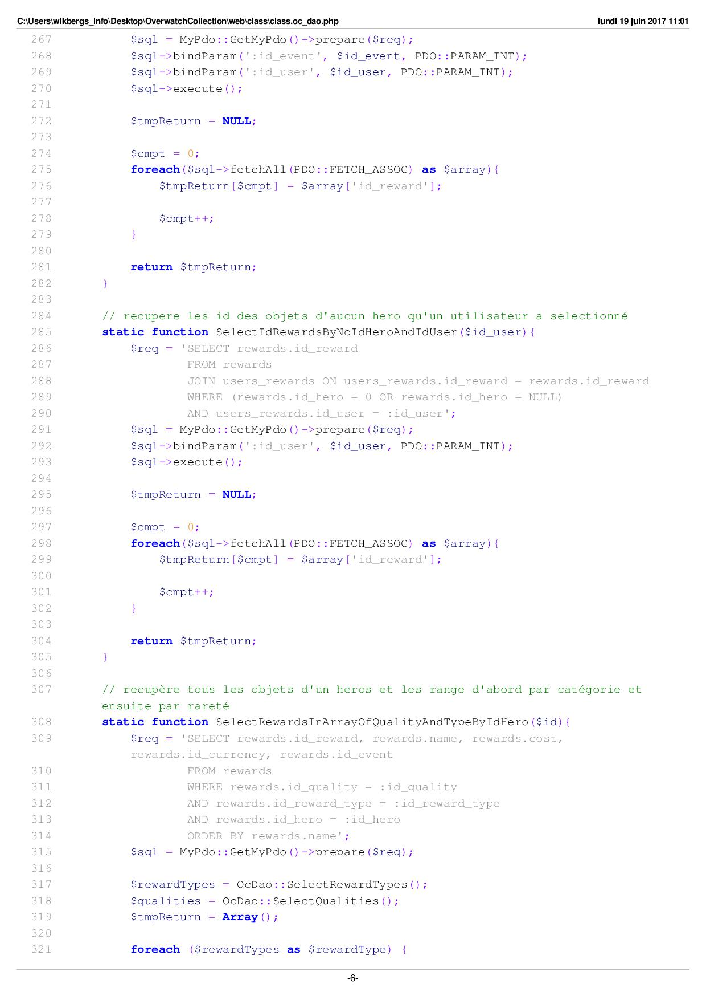 C:\Users\wikbergs_info\Desktop\OverwatchCollection\web\class\class.oc_dao.php lundi 19 juin 2017 11:01
267 $sql = MyPdo::GetMyPdo()->prepare($req);
268 $sql->bindParam(':id_event', $id_event, PDO::PARAM_INT);
269 $sql->bindParam(':id_user', $id_user, PDO::PARAM_INT);
270 $sql->execute();
271
272 $tmpReturn = NULL;
273
274 $cmpt = 0;
275 foreach($sql->fetchAll(PDO::FETCH_ASSOC) as $array){
276 $tmpReturn[$cmpt] = $array['id_reward'];
277
278 $cmpt++;
279 }
280
281 return $tmpReturn;
282 }
283
284 // recupere les id des objets d'aucun hero qu'un utilisateur a selectionné
285 static function SelectIdRewardsByNoIdHeroAndIdUser($id_user){
286 $req = 'SELECT rewards.id_reward
287 FROM rewards
288 JOIN users_rewards ON users_rewards.id_reward = rewards.id_reward
289 WHERE (rewards.id_hero = 0 OR rewards.id_hero = NULL)
290 AND users_rewards.id_user = :id_user';
291 $sql = MyPdo::GetMyPdo()->prepare($req);
292 $sql->bindParam(':id_user', $id_user, PDO::PARAM_INT);
293 $sql->execute();
294
295 $tmpReturn = NULL;
296
297 $cmpt = 0;
298 foreach($sql->fetchAll(PDO::FETCH_ASSOC) as $array){
299 $tmpReturn[$cmpt] = $array['id_reward'];
300
301 $cmpt++;
302 }
303
304 return $tmpReturn;
305 }
306
307 // recupère tous les objets d'un heros et les range d'abord par catégorie et
ensuite par rareté
308 static function SelectRewardsInArrayOfQualityAndTypeByIdHero($id){
309 $req = 'SELECT rewards.id_reward, rewards.name, rewards.cost,
rewards.id_currency, rewards.id_event
310 FROM rewards
311 WHERE rewards.id_quality = :id_quality
312 AND rewards.id_reward_type = :id_reward_type
313 AND rewards.id_hero = :id_hero
314 ORDER BY rewards.name';
315 $sql = MyPdo::GetMyPdo()->prepare($req);
316
317 $rewardTypes = OcDao::SelectRewardTypes();
318 $qualities = OcDao::SelectQualities();
319 $tmpReturn = Array();
320
321 foreach ($rewardTypes as $rewardType) {
-6-